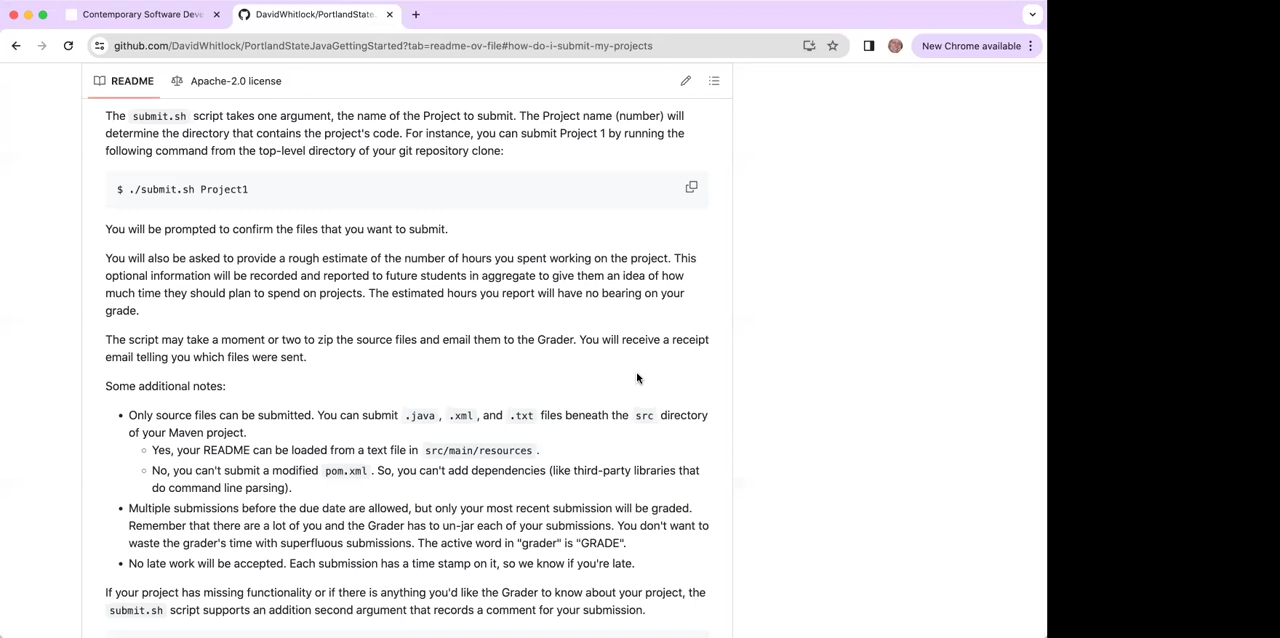 Contemporary Software Deve
DavidWhitlock/PortlandState
github.com/DavidWhitlock/PortlandStateJavaGettingStarted?tab=readme-ov-file#how-do-i-submit-my-projects
New Chrome available
README
Apache-2.0 license
The submit.sh script takes one argument, the name of the Project to submit. The Project name (number) will
determine the directory that contains the project's code. For instance, you can submit Project 1 by running the
following command from the top-level directory of your git repository clone:
$ ./submit.sh Project1
You will be prompted to confirm the files that you want to submit.
You will also be asked to provide a rough estimate of the number of hours you spent working on the project. This
optional information will be recorded and reported to future students in aggregate to give them an idea of how
much time they should plan to spend on projects. The estimated hours you report will have no bearing on your
grade.
The script may take a moment or two to zip the source files and email them to the Grader. You will receive a receipt
email telling you which files were sent.
Some additional notes:
• Only source files can be submitted. You can submit .java, .xml, and .txt files beneath the src directory
of your Maven project.
○ Yes, your README can be loaded from a text file in src/main/resources.
○ No, you can't submit a modified pom.xml. So, you can't add dependencies (like third-party libraries that
do command line parsing).
• Multiple submissions before the due date are allowed, but only your most recent submission will be graded.
Remember that there are a lot of you and the Grader has to un-jar each of your submissions. You don't want to
waste the grader's time with superfluous submissions. The active word in "grader" is "GRADE".
• No late work will be accepted. Each submission has a time stamp on it, so we know if you're late.
If your project has missing functionality or if there is anything you'd like the Grader to know about your project, the
submit.sh script supports an addition second argument that records a comment for your submission.